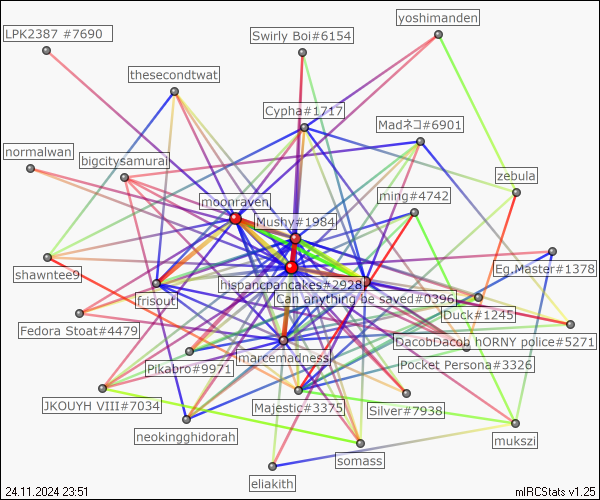 yoshimanden
LPK2387 #7690
Swirly Boi#6154
thesecondtwat
Cypha#1717
Madネコ#6901
normalwan
bigcitysamurai
zebula
ming#4742
moonraven
Mushy#1984
shawntee9
Eg.Master#1378
hispancpancakes#2928
frisout
Can anything be saved#0396
Duck#1245
Fedora Stoat#4479
DacobDacob hORNY police#5271
marcemadness
Pocket Persona#3326
Pikabro#9971
JKOUYH VIII#7034
Majestic#3375
Silver#7938
neokingghidorah
mukszi
somass
eliakith
24.11.2024 23:51
mIRCStats v1.25